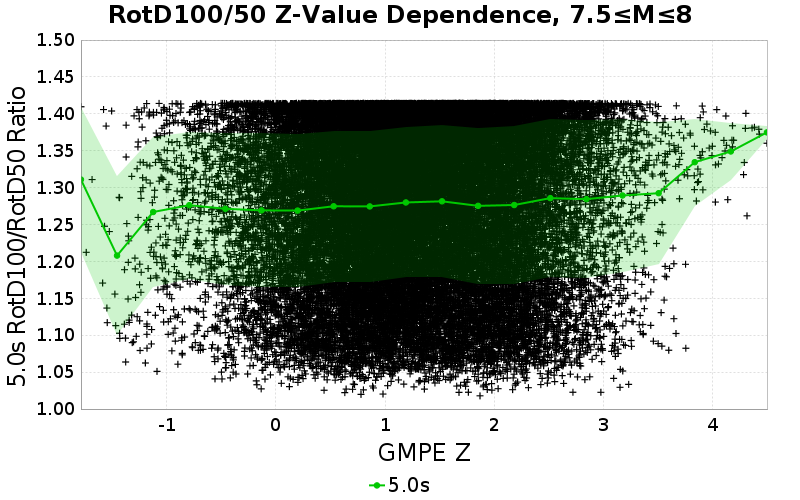 RotD100/50 Z-Value Dependence, 7.5≤M≤8
5.0s RotD100/RotD50 Ratio
1.50
1.45
1.40
1.35
1.30
1.25
1.20
1.15
1.10
1.05
1.00
-1 0 1 2 3 4
GMPE Z
5.0s